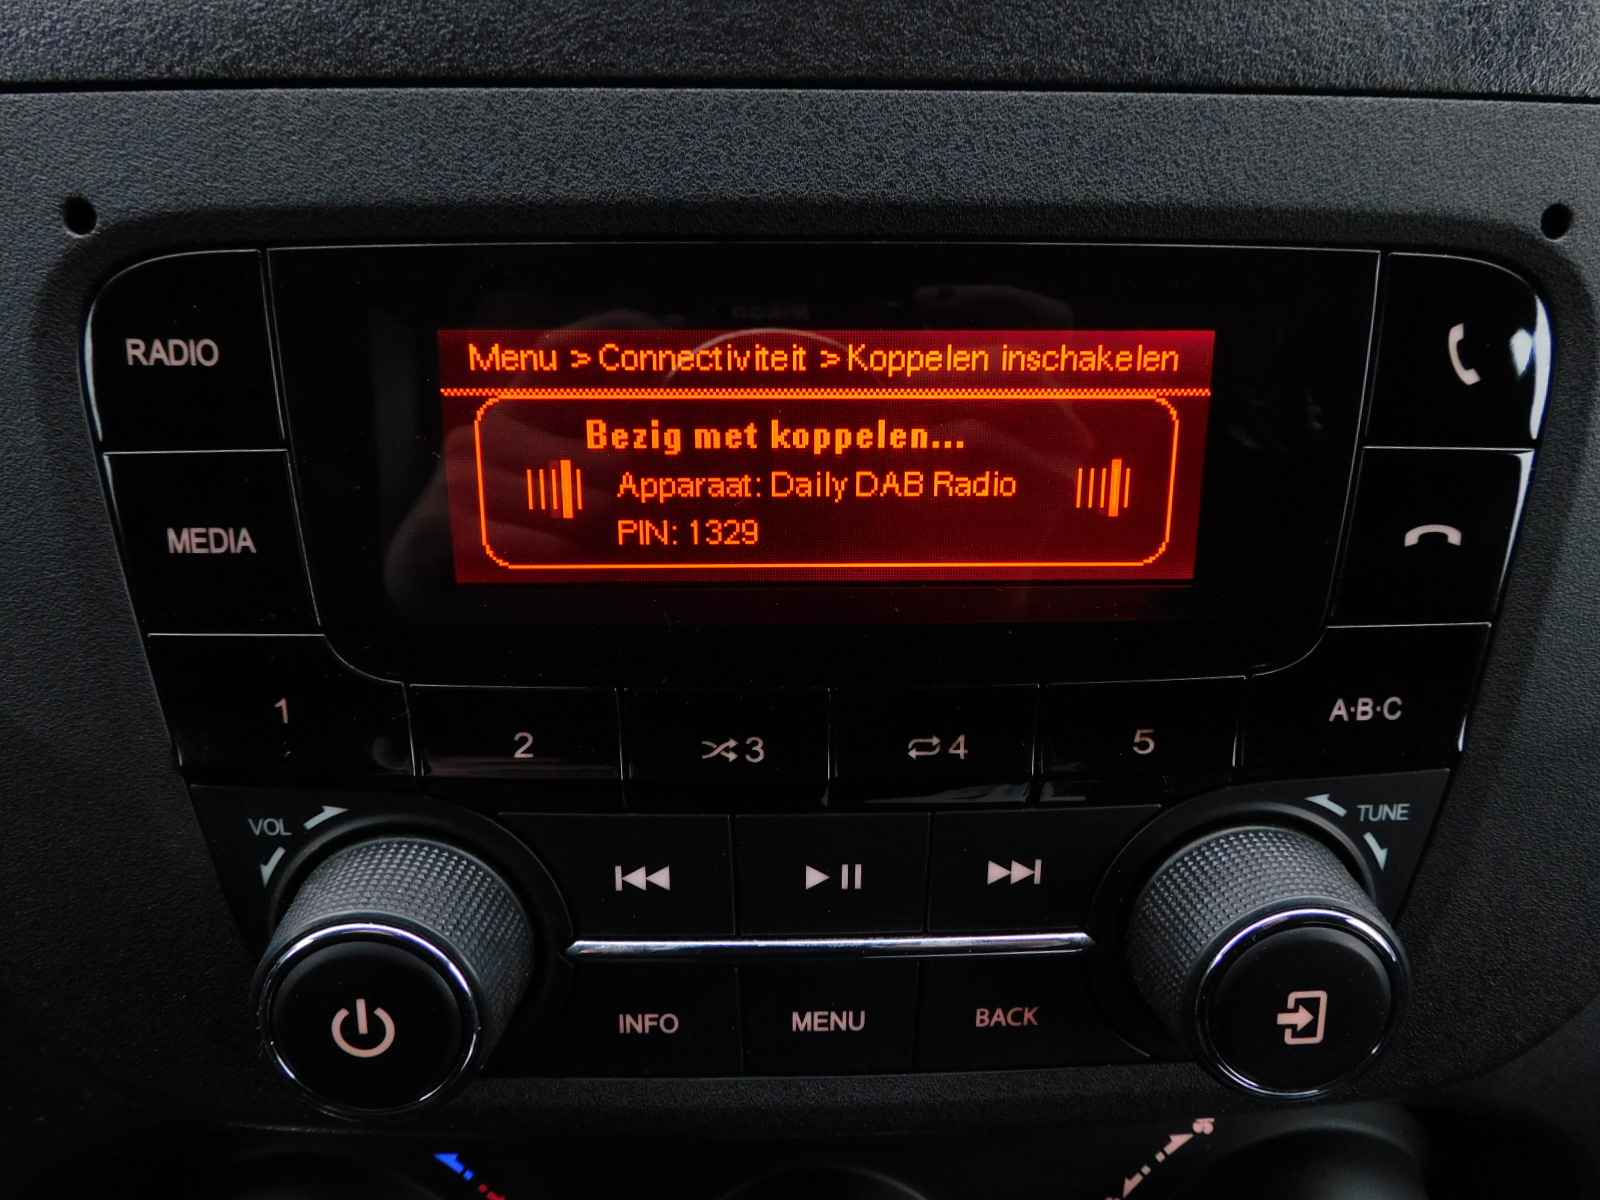 Menu > Connectiviteit > Koppelen inschakelen
Bezig met koppelen...
Apparaat: Daily DAB Radio
PIN: 1329
RADIO
MEDIA
1
2
3
4
5
A·B·C
VOL
TUNE
INFO
MENU
BACK